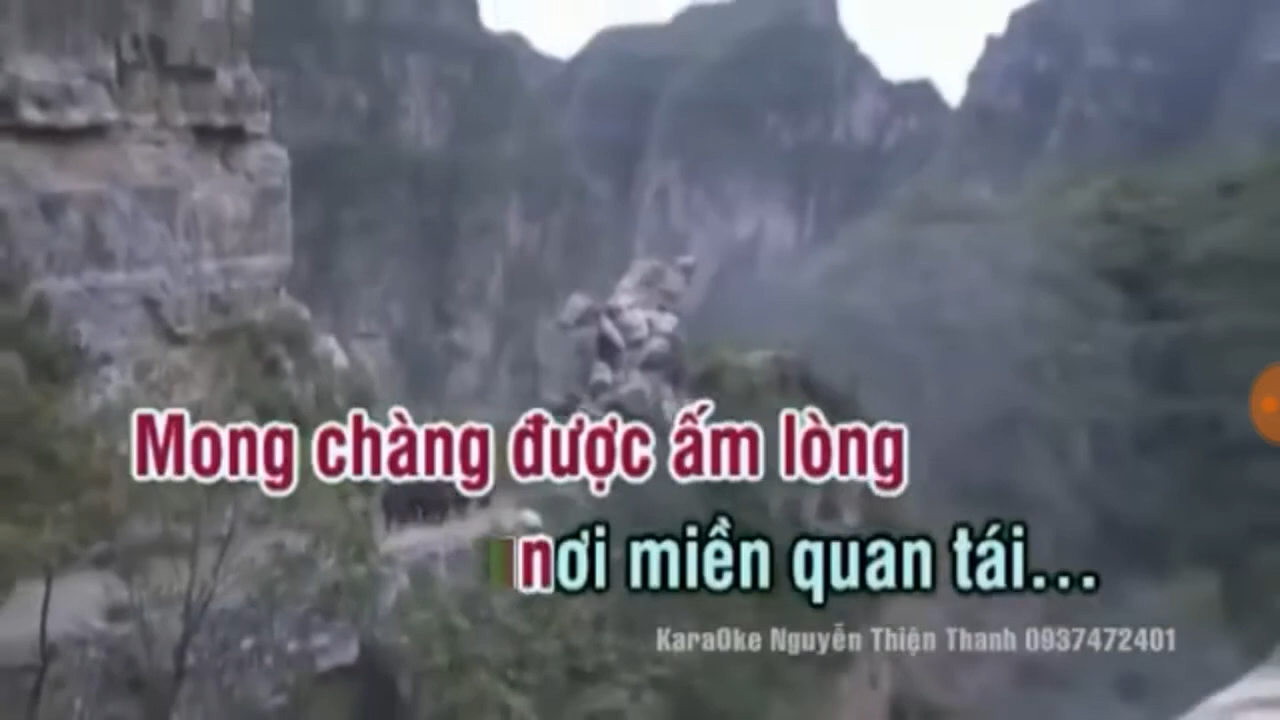 Mong chàng được ấm lòng
nơi miền quan tái...
KaraOke Nguyễn Thiện Thanh 0937472401